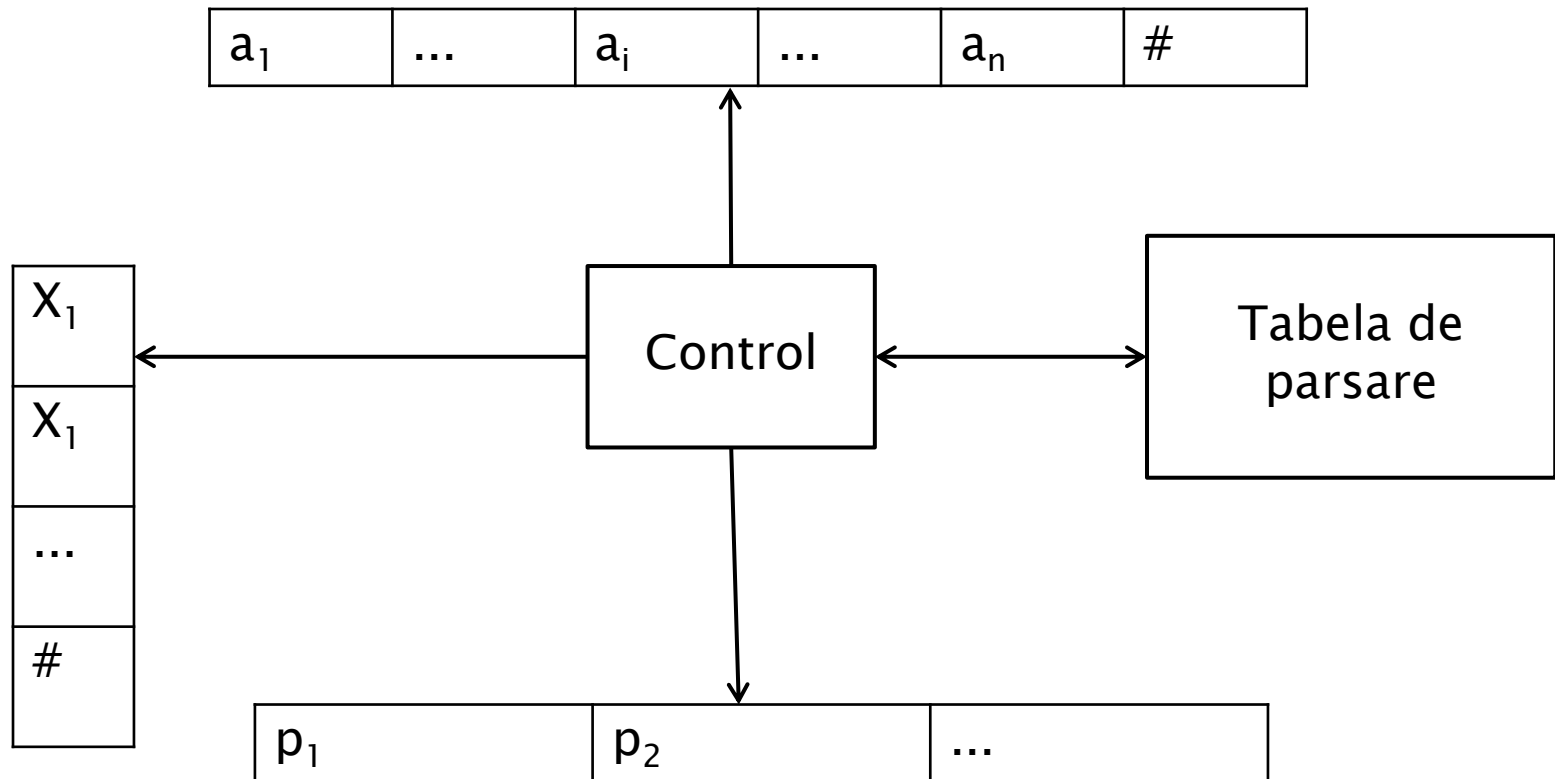 a₁ ... aᵢ ... aₙ #
X₁
X₁
...
#
Control
Tabela de
parsare
p₁ p₂ ...